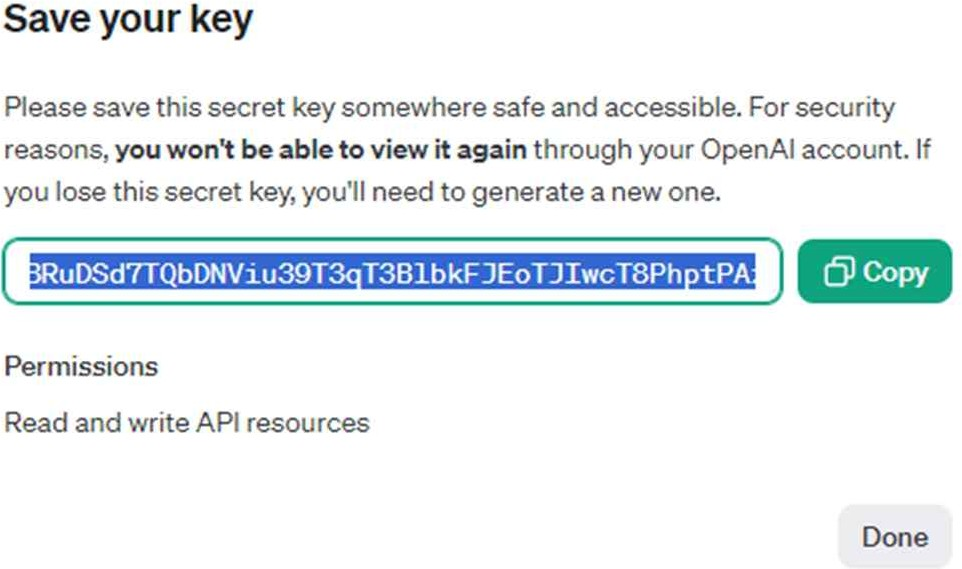 Save your key
Please save this secret key somewhere safe and accessible. For security
reasons, you won't be able to view it again through your OpenAI account. If
you lose this secret key, you'll need to generate a new one.
RuDSd7TQbDNViu39T3qT3BlbkFJEoTJIwcT8PhptPA
Copy
Permissions
Read and write API resources
Done